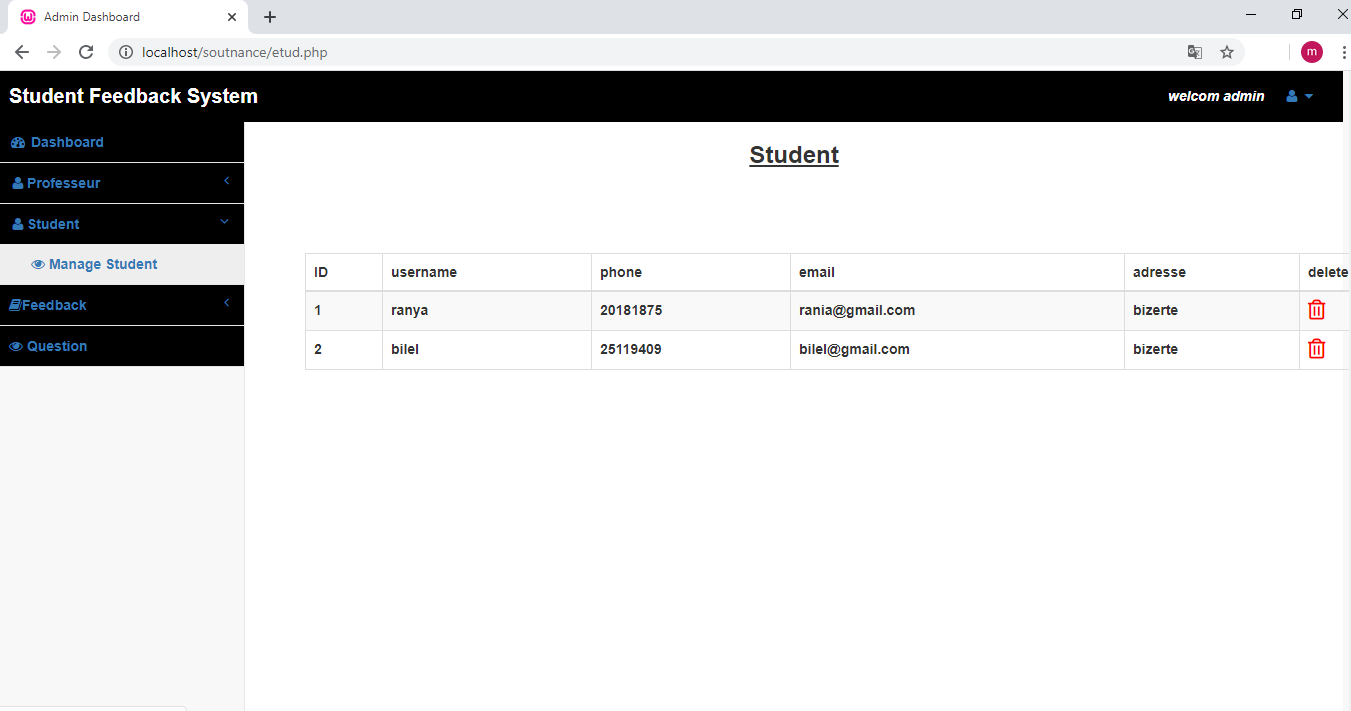 Admin Dashboard
localhost/soutnance/etud.php
m
Student Feedback System
welcom admin
Dashboard
Professeur
Student
Manage Student
Feedback
Question
Student
ID username phone email adresse delete
1 ranya 20181875 rania@gmail.com bizerte
2 bilel 25119409 bilel@gmail.com bizerte